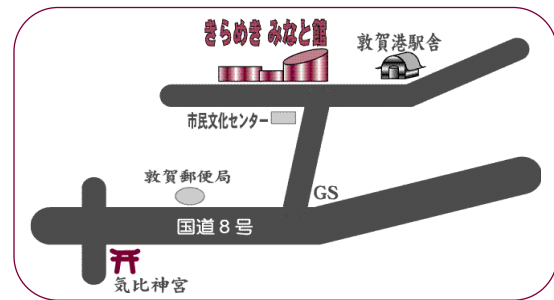 きらめき みなと館
敦賀港駅舎
市民文化センター
敦賀郵便局
GS
国道８号
気比神宮